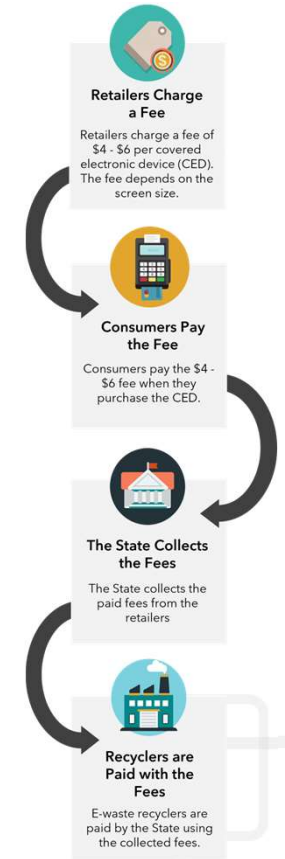 Retailers Charge
a Fee
Retailers charge a fee of
$4 - $6 per covered
electronic device (CED).
The fee depends on the
screen size.
Consumers Pay
the Fee
Consumers pay the $4 -
$6 fee when they
purchase the CED.
The State Collects
the Fees
The State collects the
paid fees from the
retailers
Recyclers are
Paid with the
Fees
E-waste recyclers are
paid by the State using
the collected fees.